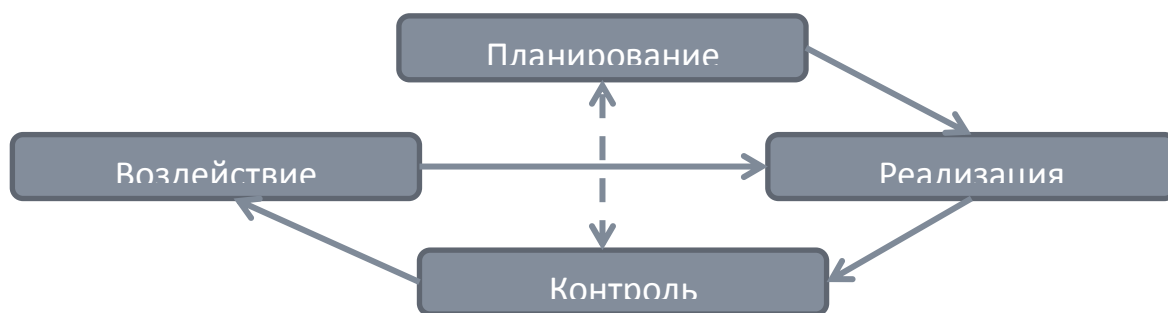 Планирование
Воздействие
Реализация
Контроль